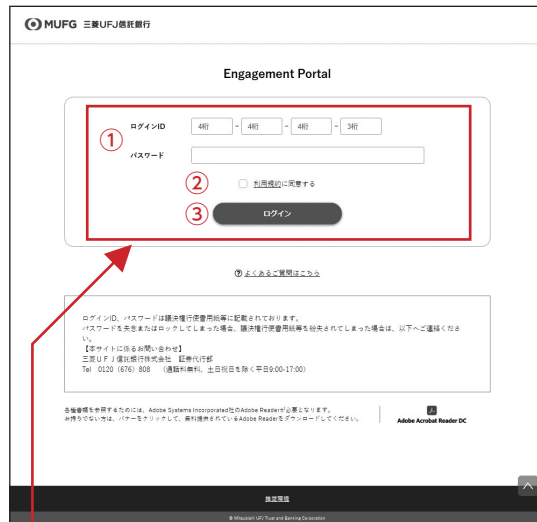 MUFG 三菱UFJ信託銀行
Engagement Portal
① ログインID 4桁 - 4桁 - 4桁 - 3桁
パスワード
② 利用規約に同意する
③ ログイン
? よくあるご質問はこちら
ログインID、パスワードは議決権行使書用紙等に記載されております。
パスワードを失念またはロックしてしまった場合、議決権行使書用紙等を紛失されてしまった場合は、以下へご連絡くださ
い。
【本サイトに係るお問い合わせ】
三菱ＵＦＪ信託銀行株式会社 証券代行部
Tel 0120（676）808 （通話料無料、土日祝日を除く平日9:00-17:00）
各種書類を参照するためには、Adobe Systems Incorporated社のAdobe Readerが必要となります。
お持ちでない方は、バナーをクリックして、無料提供されているAdobe Readerをダウンロードしてください。
Adobe Acrobat Reader DC
推奨環境
© Mitsubishi UFJ Trust and Banking Corporation